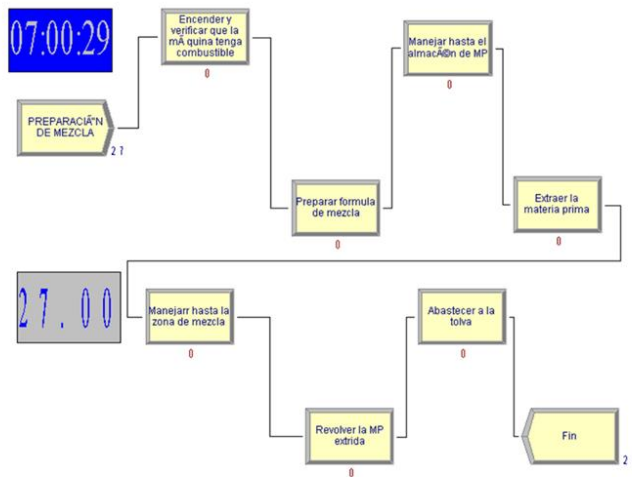 07:00:29
Encender y
verificar que la
mÃ quina tenga
combustible
0
Manejar hasta el
almacÃ©n de MP
0
PREPARACIÃ"N
DE MEZCLA
27
Preparar formula
de mezcla
0
Extraer la
materia prima
0
27.00
Manejarr hasta la
zona de mezcla
0
Abastecer a la
tolva
0
Revolver la MP
extrida
0
Fin
2